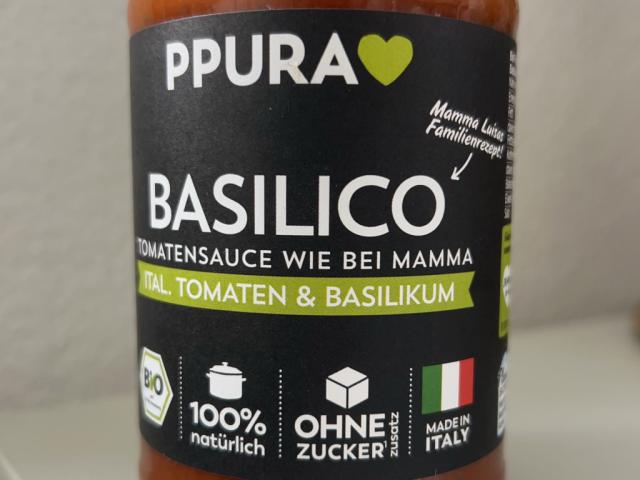 PPURA
Mamma Luisas
Familienrezept!
BASILICO
TOMATENSAUCE WIE BEI MAMMA
ITAL. TOMATEN & BASILIKUM
BIO
100%
natürlich
OHNE
ZUCKER¹
zusatz
MADE IN
ITALY